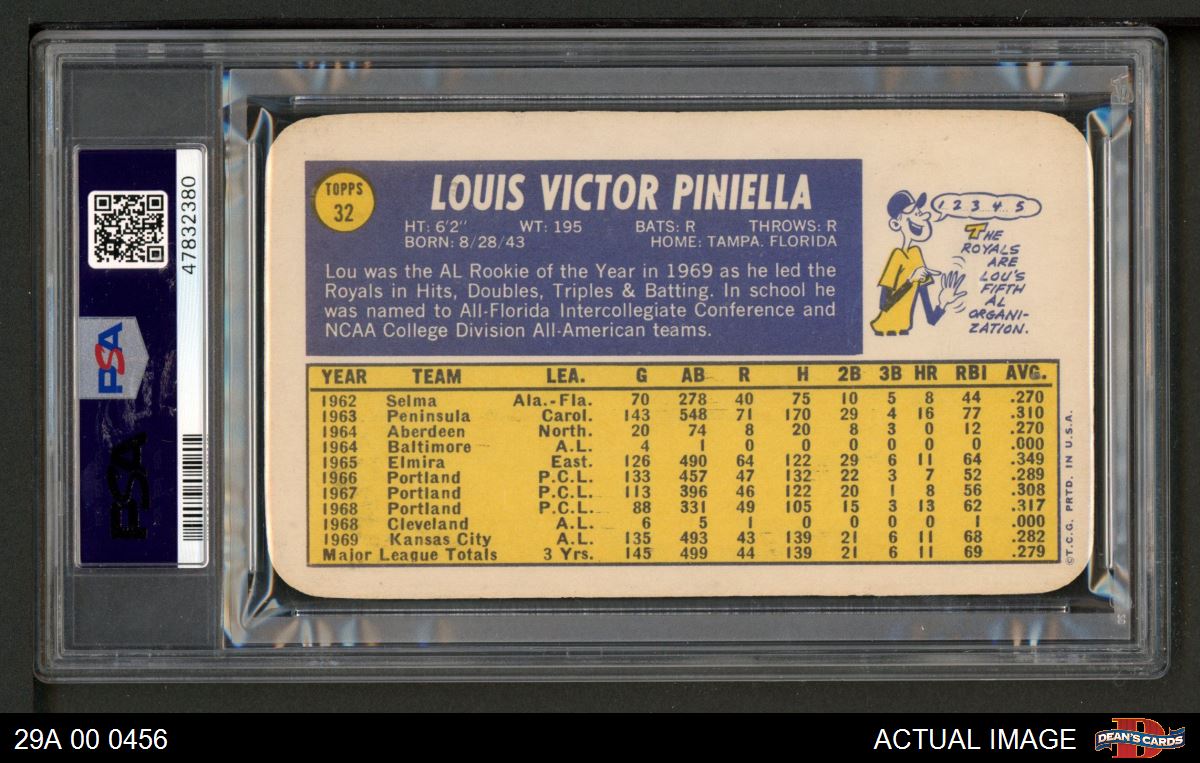 47832380
PSA
PSA
TOPPS
32
LOUIS VICTOR PINIELLA
HT: 6'2" WT: 195 BATS: R THROWS: R
BORN: 8/28/43 HOME: TAMPA. FLORIDA
Lou was the AL Rookie of the Year in 1969 as he led the
Royals in Hits, Doubles, Triples & Batting. In school he
was named to All-Florida Intercollegiate Conference and
NCAA College Division All-American teams.
1 2 3 4 5
THE
ROYALS
ARE
LOU'S
FIFTH
AL
ORGANI-
ZATION.
YEAR TEAM LEA. G AB R H 2B 3B HR RBI AVG.
1962 Selma Ala.-Fla. 70 278 40 75 10 5 8 44 .270
1963 Peninsula Carol. 143 548 71 170 29 4 16 77 .310
1964 Aberdeen North. 20 74 8 20 8 3 0 12 .270
1964 Baltimore A.L. 4 1 0 0 0 0 0 0 .000
1965 Elmira East. 126 490 64 122 29 6 11 64 .349
1966 Portland P.C.L. 133 457 47 132 22 3 7 52 .289
1967 Portland P.C.L. 113 396 46 122 20 1 8 56 .308
1968 Portland P.C.L. 88 331 49 105 15 3 13 62 .317
1968 Cleveland A.L. 6 5 1 0 0 0 0 1 .000
1969 Kansas City A.L. 135 493 43 139 21 6 11 68 .282
Major League Totals 3 Yrs. 145 499 44 139 21 6 11 69 .279
©T.C.G. PRTD. IN U.S.A.
29A 00 0456
ACTUAL IMAGE
DEAN'S CARDS